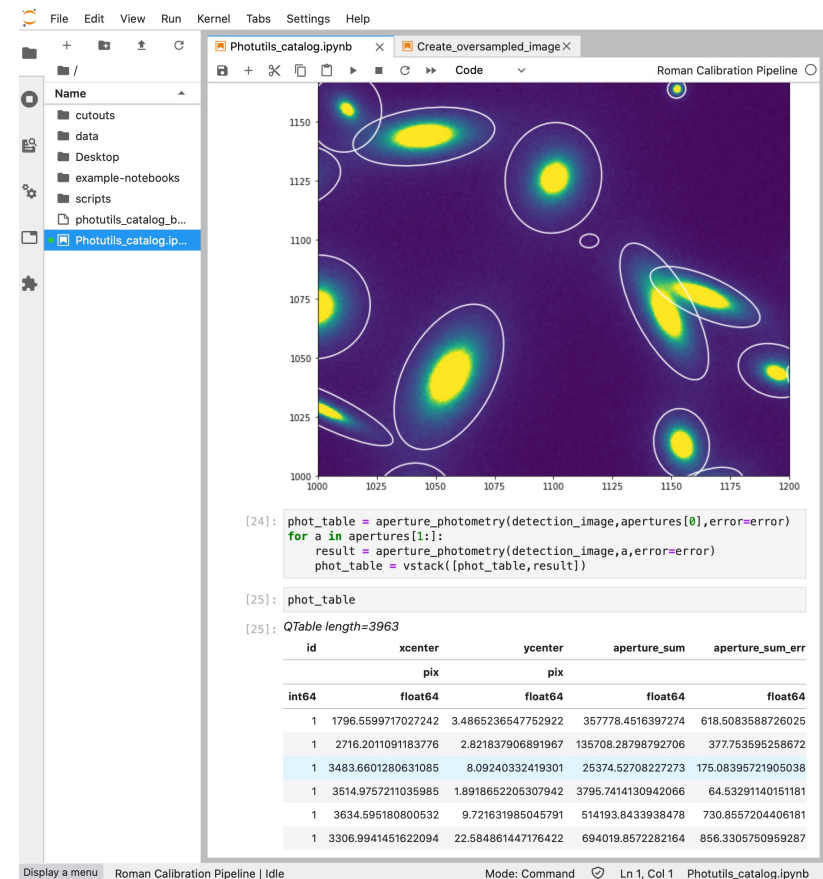 File Edit View Run Kernel Tabs Settings Help
Photutils_catalog.ipynb × Create_oversampled_image ×
/ Code Roman Calibration Pipeline
Name
cutouts
data
Desktop
example-notebooks
scripts
photutils_catalog_b...
Photutils_catalog.ip...
1150
1125
1100
1075
1050
1025
1000
1000 1025 1050 1075 1100 1125 1150 1175 1200
[24]: phot_table = aperture_photometry(detection_image,apertures[0],error=error)
for a in apertures[1:]:
    result = aperture_photometry(detection_image,a,error=error)
    phot_table = vstack([phot_table,result])
[25]: phot_table
[25]: QTable length=3963
id xcenter ycenter aperture_sum aperture_sum_err
pix pix
int64 float64 float64 float64 float64
1 1796.5599717027242 3.4865236547752922 357778.4516397274 618.5083588726025
1 2716.2011091183776 2.821837906891967 135708.28798792706 377.753595258672
1 3483.6601280631085 8.09240332419301 25374.52708227273 175.08395721905038
1 3514.9757211035985 1.8918652205307942 3795.7414130942066 64.53291140151181
1 3634.595180800532 9.721631985045791 514193.8433938478 730.8557204406181
1 3306.9941451622094 22.584861447176422 694019.8572282164 856.3305750959287
Display a menu Roman Calibration Pipeline | Idle Mode: Command Ln 1, Col 1 Photutils_catalog.ipynb